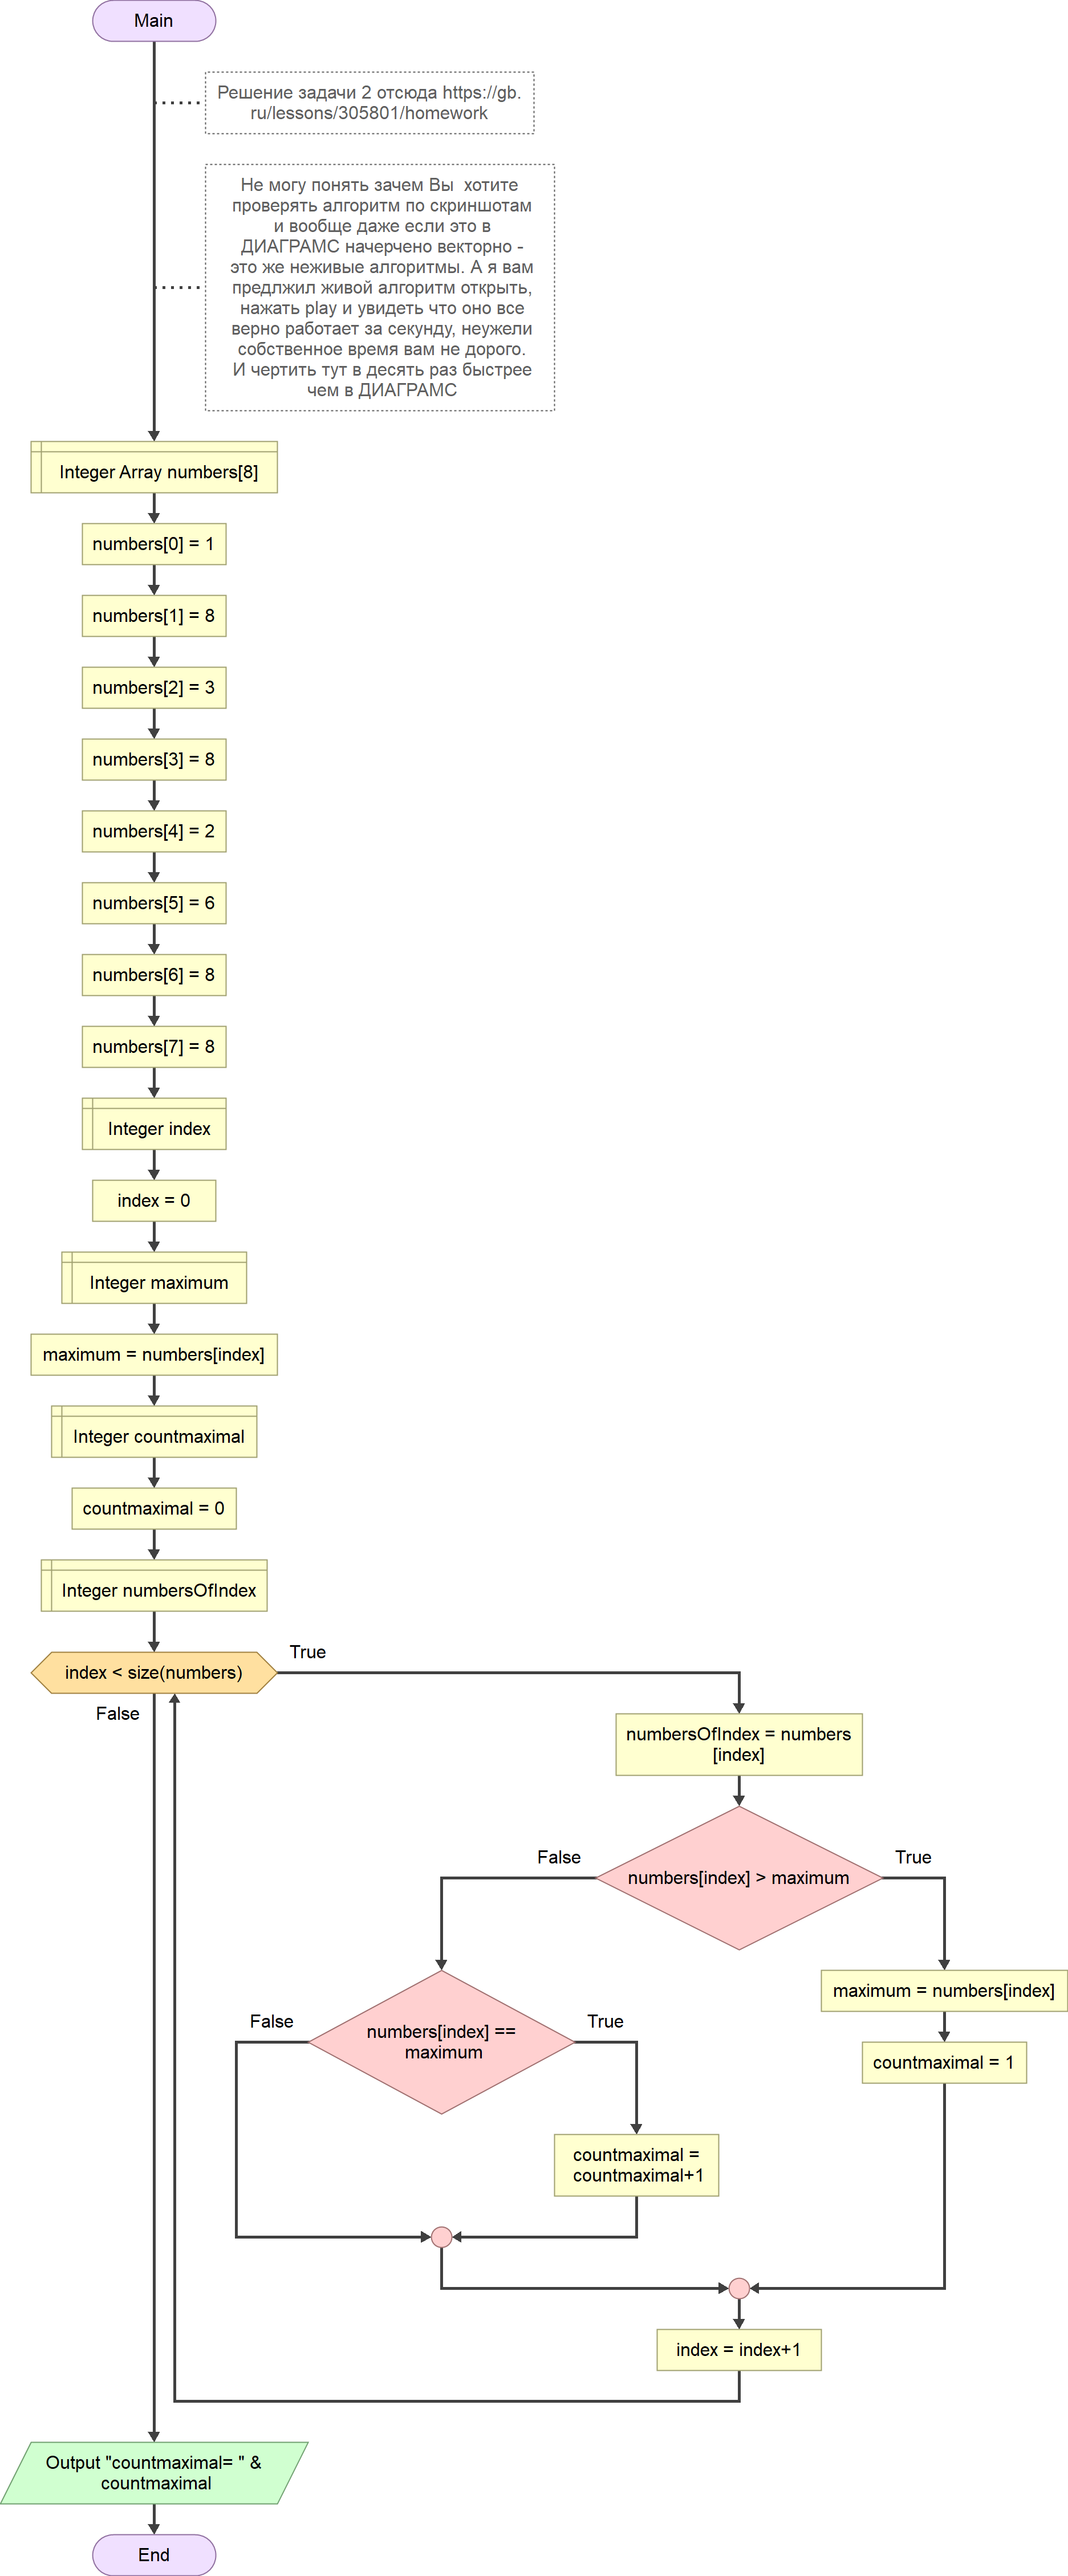 Main
Решение задачи 2 отсюда https://gb.
ru/lessons/305801/homework
Не могу понять зачем Вы  хотите
проверять алгоритм по скриншотам
и вообще даже если это в
ДИАГРАМС начерчено векторно -
это же неживые алгоритмы. А я вам
предлжил живой алгоритм открыть,
нажать play и увидеть что оно все
верно работает за секунду, неужели
собственное время вам не дорого.
И чертить тут в десять раз быстрее
чем в ДИАГРАМС
Integer Array numbers[8]
numbers[0] = 1
numbers[1] = 8
numbers[2] = 3
numbers[3] = 8
numbers[4] = 2
numbers[5] = 6
numbers[6] = 8
numbers[7] = 8
Integer index
index = 0
Integer maximum
maximum = numbers[index]
Integer countmaximal
countmaximal = 0
Integer numbersOfIndex
index < size(numbers)
True
False
numbersOfIndex = numbers
[index]
numbers[index] > maximum
False
True
numbers[index] ==
maximum
False
True
maximum = numbers[index]
countmaximal = 1
countmaximal =
countmaximal+1
index = index+1
Output "countmaximal= " &
countmaximal
End